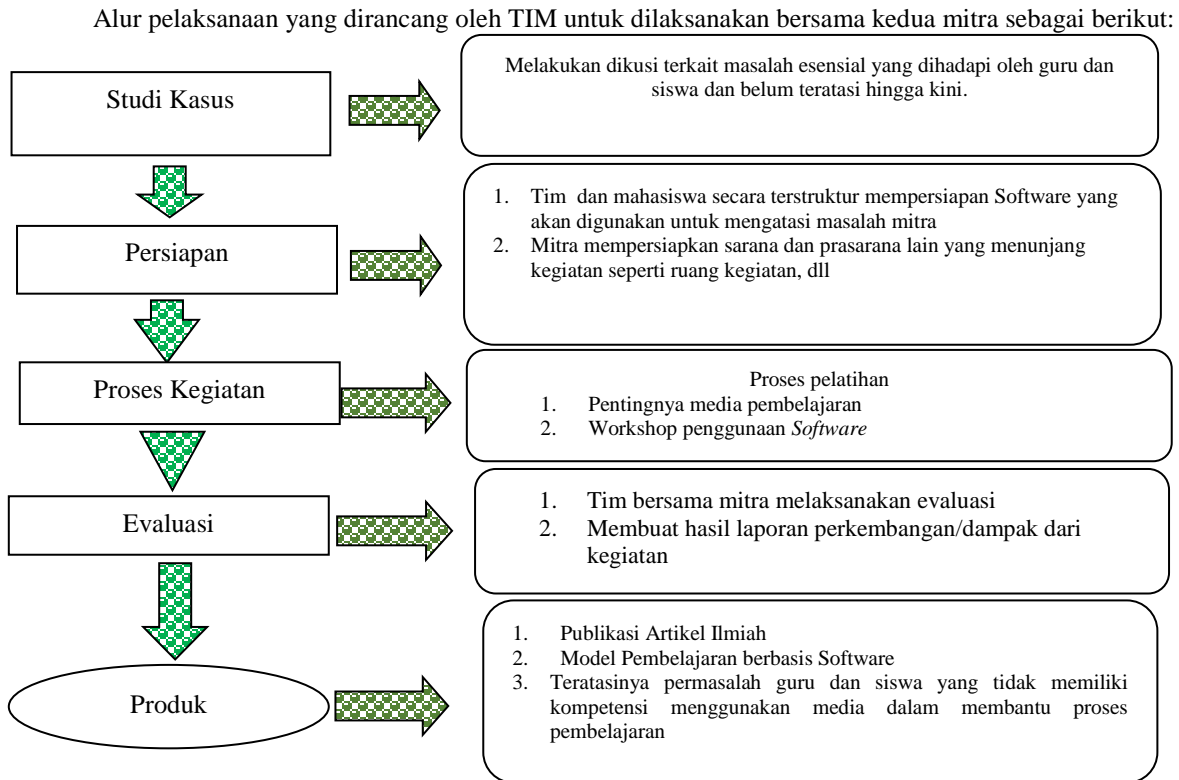 Alur pelaksanaan yang dirancang oleh TIM untuk dilaksanakan bersama kedua mitra sebagai berikut:
Studi Kasus
Melakukan dikusi terkait masalah esensial yang dihadapi oleh guru dan
siswa dan belum teratasi hingga kini.
Persiapan
1. Tim dan mahasiswa secara terstruktur mempersiapan Software yang
akan digunakan untuk mengatasi masalah mitra
2. Mitra mempersiapkan sarana dan prasarana lain yang menunjang
kegiatan seperti ruang kegiatan, dll
Proses Kegiatan
Proses pelatihan
1. Pentingnya media pembelajaran
2. Workshop penggunaan Software
Evaluasi
1. Tim bersama mitra melaksanakan evaluasi
2. Membuat hasil laporan perkembangan/dampak dari
kegiatan
Produk
1. Publikasi Artikel Ilmiah
2. Model Pembelajaran berbasis Software
3. Teratasinya permasalah guru dan siswa yang tidak memiliki
kompetensi menggunakan media dalam membantu proses
pembelajaran